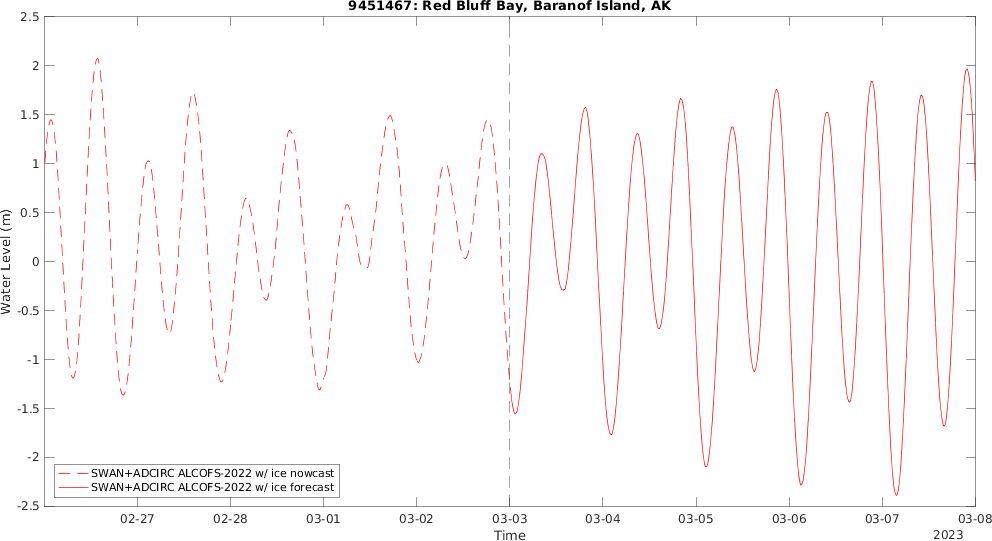 9451467: Red Bluff Bay, Baranof Island, AK
2.5
2
1.5
1
0.5
0
-0.5
-1
-1.5
-2
-2.5
Water Level (m)
SWAN+ADCIRC ALCOFS-2022 w/ ice nowcast
SWAN+ADCIRC ALCOFS-2022 w/ ice forecast
02-27 02-28 03-01 03-02 03-03 03-04 03-05 03-06 03-07 03-08
Time
2023